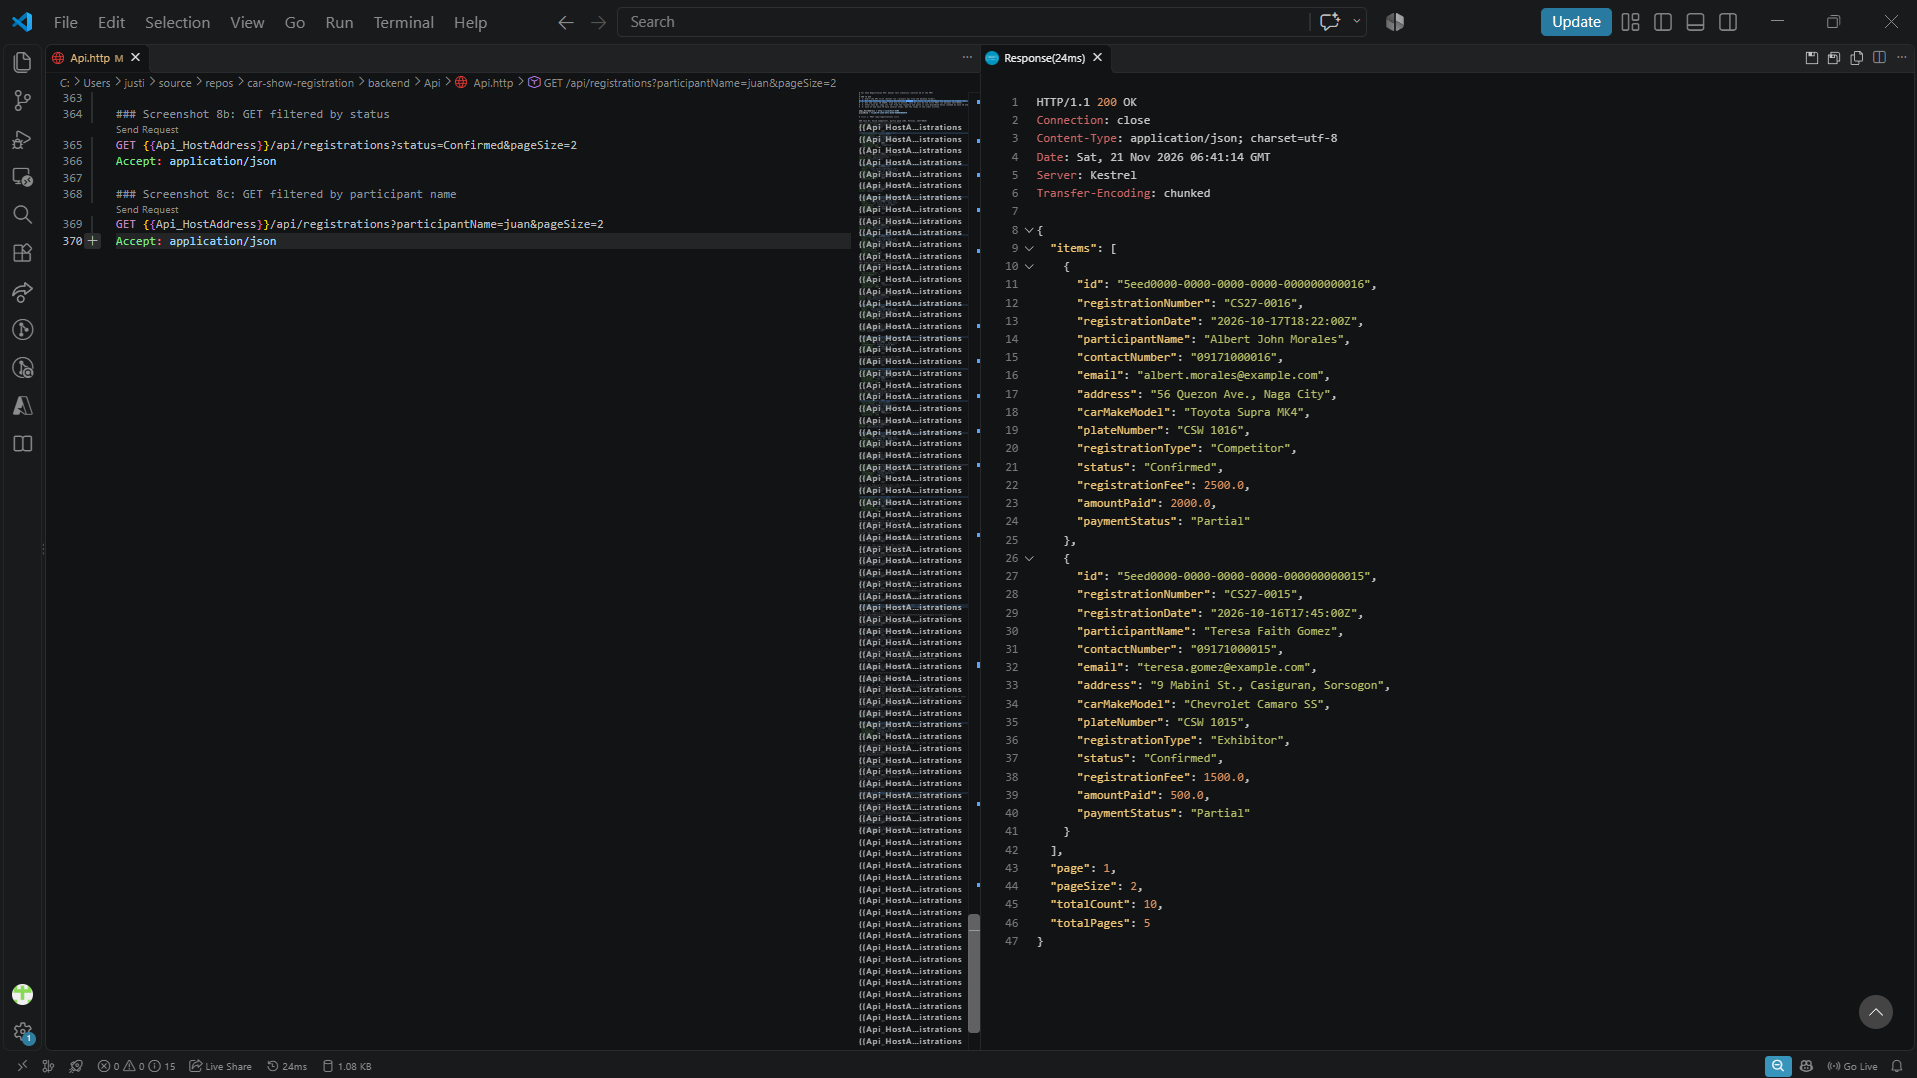 File Edit Selection View Go Run Terminal Help
Search
Update
Api.http M
Response(24ms)
C: > Users > justi > source > repos > car-show-registration > backend > Api > Api.http > GET /api/registrations?participantName=juan&pageSize=2
363
364 ### Screenshot 8b: GET filtered by status
Send Request
365 GET {{Api_HostAddress}}/api/registrations?status=Confirmed&pageSize=2
366 Accept: application/json
367
368 ### Screenshot 8c: GET filtered by participant name
Send Request
369 GET {{Api_HostAddress}}/api/registrations?participantName=juan&pageSize=2
370 Accept: application/json
1 HTTP/1.1 200 OK
2 Connection: close
3 Content-Type: application/json; charset=utf-8
4 Date: Sat, 21 Nov 2026 06:41:14 GMT
5 Server: Kestrel
6 Transfer-Encoding: chunked
7
8 {
9 "items": [
10 {
11 "id": "5eed0000-0000-0000-0000-000000000016",
12 "registrationNumber": "CS27-0016",
13 "registrationDate": "2026-10-17T18:22:00Z",
14 "participantName": "Albert John Morales",
15 "contactNumber": "09171000016",
16 "email": "albert.morales@example.com",
17 "address": "56 Quezon Ave., Naga City",
18 "carMakeModel": "Toyota Supra MK4",
19 "plateNumber": "CSW 1016",
20 "registrationType": "Competitor",
21 "status": "Confirmed",
22 "registrationFee": 2500.0,
23 "amountPaid": 2000.0,
24 "paymentStatus": "Partial"
25 },
26 {
27 "id": "5eed0000-0000-0000-0000-000000000015",
28 "registrationNumber": "CS27-0015",
29 "registrationDate": "2026-10-16T17:45:00Z",
30 "participantName": "Teresa Faith Gomez",
31 "contactNumber": "09171000015",
32 "email": "teresa.gomez@example.com",
33 "address": "9 Mabini St., Casiguran, Sorsogon",
34 "carMakeModel": "Chevrolet Camaro SS",
35 "plateNumber": "CSW 1015",
36 "registrationType": "Exhibitor",
37 "status": "Confirmed",
38 "registrationFee": 1500.0,
39 "amountPaid": 500.0,
40 "paymentStatus": "Partial"
41 }
42 ],
43 "page": 1,
44 "pageSize": 2,
45 "totalCount": 10,
46 "totalPages": 5
47 }
0 0 15 Live Share 24ms 1.08 KB
Go Live
1